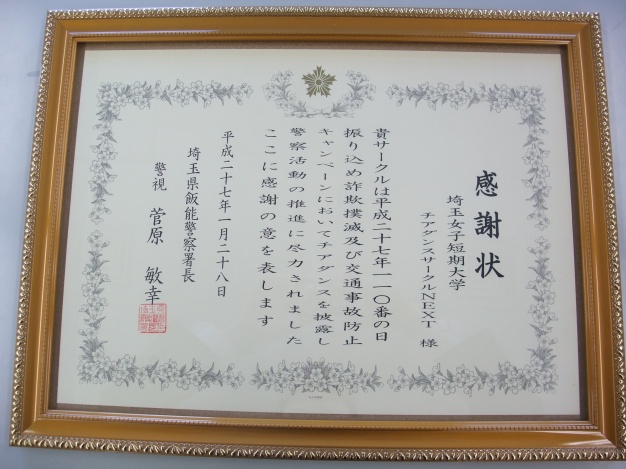 感謝状
埼玉女子短期大学
チアダンスサークルNEXT 様
貴サークルは平成二十七年一一〇番の日
振り込め詐欺撲滅及び交通事故防止
キャンペーンにおいてチアダンスを披露し
警察活動の推進に尽力されました
ここに感謝の意を表します
平成二十七年一月二十八日
埼玉県飯能警察署長
警視 菅原 敏幸